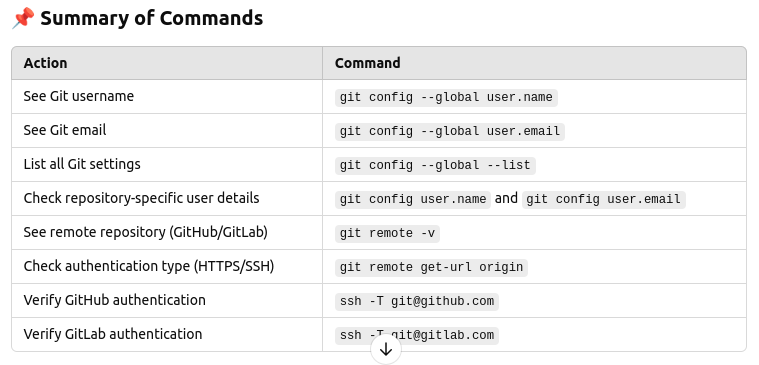 📌 Summary of Commands
Action Command
See Git username git config --global user.name
See Git email git config --global user.email
List all Git settings git config --global --list
Check repository-specific user details git config user.name and git config user.email
See remote repository (GitHub/GitLab) git remote -v
Check authentication type (HTTPS/SSH) git remote get-url origin
Verify GitHub authentication ssh -T git@github.com
Verify GitLab authentication ssh -T git@gitlab.com